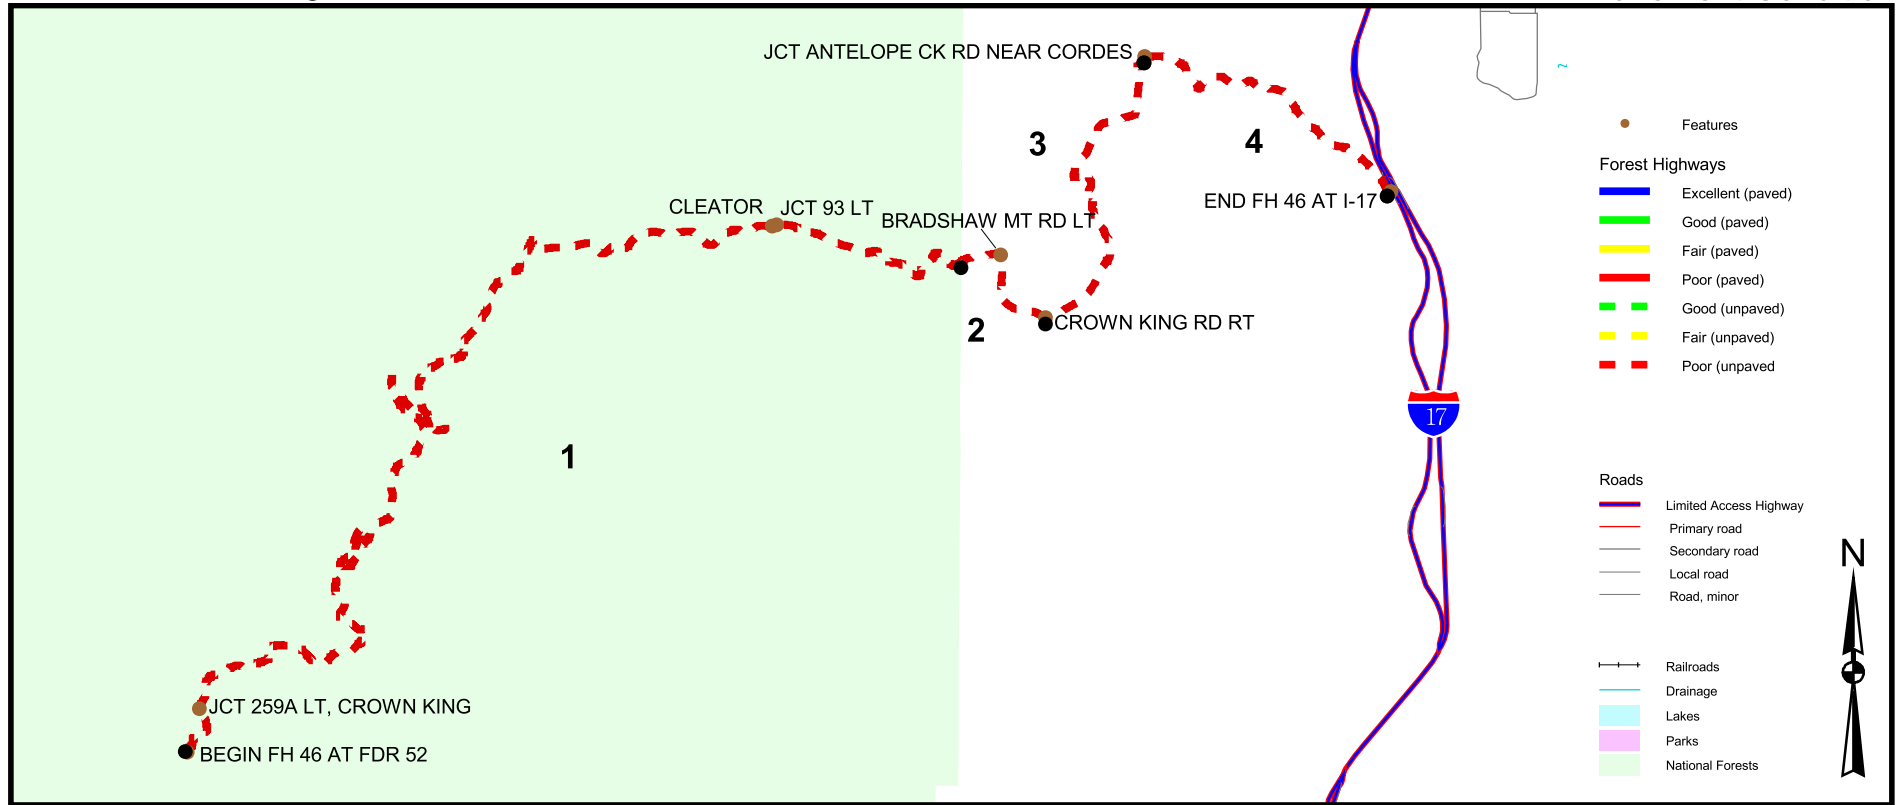 JCT ANTELOPE CK RD NEAR CORDES
3
4
END FH 46 AT I-17
CLEATOR
JCT 93 LT
BRADSHAW MT RD LT
2
CROWN KING RD RT
1
17
JCT 259A LT, CROWN KING
BEGIN FH 46 AT FDR 52
Features
Forest Highways
Excellent (paved)
Good (paved)
Fair (paved)
Poor (paved)
Good (unpaved)
Fair (unpaved)
Poor (unpaved
Roads
Limited Access Highway
Primary road
Secondary road
Local road
Road, minor
Railroads
Drainage
Lakes
Parks
National Forests
N